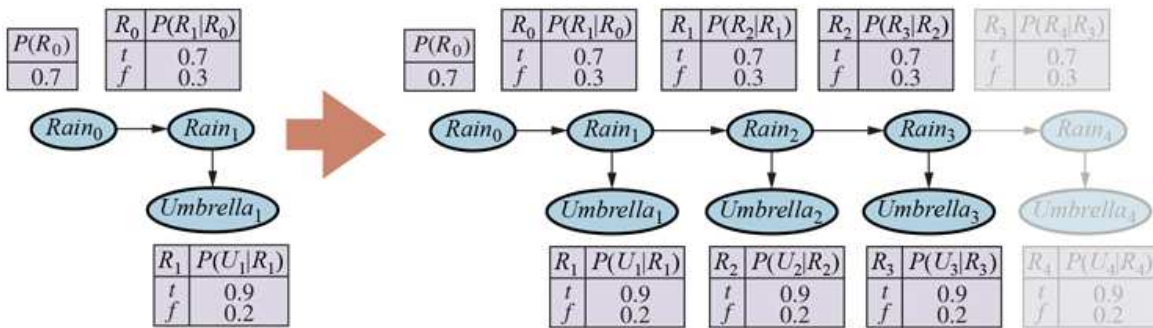 P(R₀)
0.7
R₀ P(R₁|R₀)
t 0.7
f 0.3
Rain₀
Rain₁
Umbrella₁
R₁ P(U₁|R₁)
t 0.9
f 0.2
P(R₀)
0.7
R₀ P(R₁|R₀)
t 0.7
f 0.3
R₁ P(R₂|R₁)
t 0.7
f 0.3
R₂ P(R₃|R₂)
t 0.7
f 0.3
R₃ P(R₄|R₃)
t 0.7
f 0.3
Rain₀
Rain₁
Rain₂
Rain₃
Rain₄
Umbrella₁
Umbrella₂
Umbrella₃
Umbrella₄
R₁ P(U₁|R₁)
t 0.9
f 0.2
R₂ P(U₂|R₂)
t 0.9
f 0.2
R₃ P(U₃|R₃)
t 0.9
f 0.2
R₄ P(U₄|R₄)
t 0.9
f 0.2